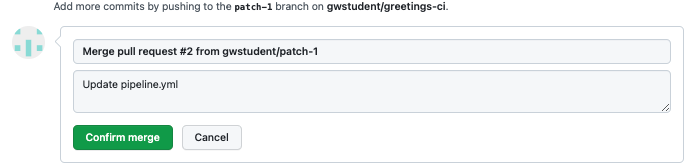 Add more commits by pushing to the patch-1 branch on gwstudent/greetings-ci.
Merge pull request #2 from gwstudent/patch-1
Update pipeline.yml
Confirm merge
Cancel